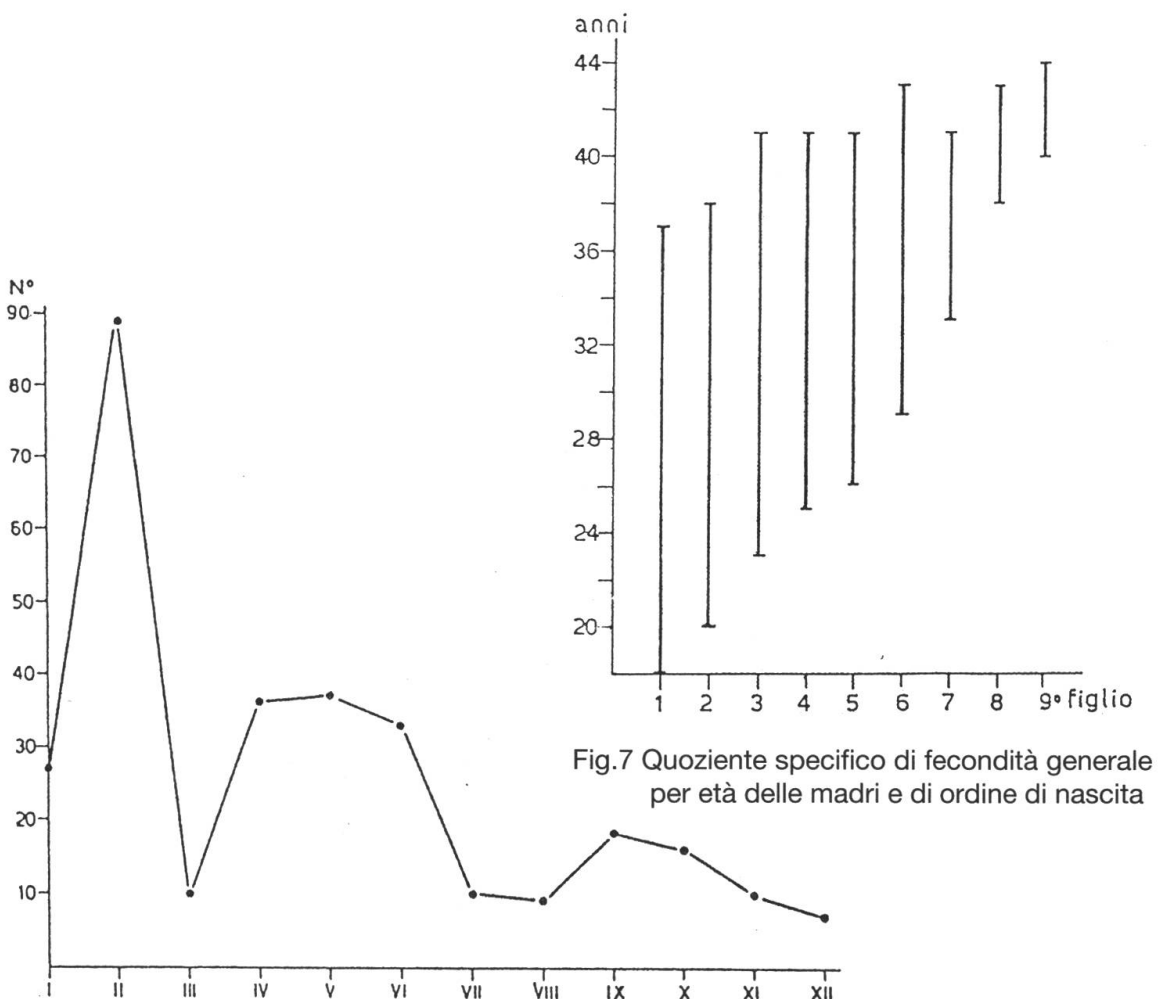 anni
44
40
36
32
28
24
20
1 2 3 4 5 6 7 8 9° figlio
Fig.7 Quoziente specifico di fecondità generale
per età delle madri e di ordine di nascita
N°
90
80
70
60
50
40
30
20
10
I II III IV V VI VII VIII IX X XI XII